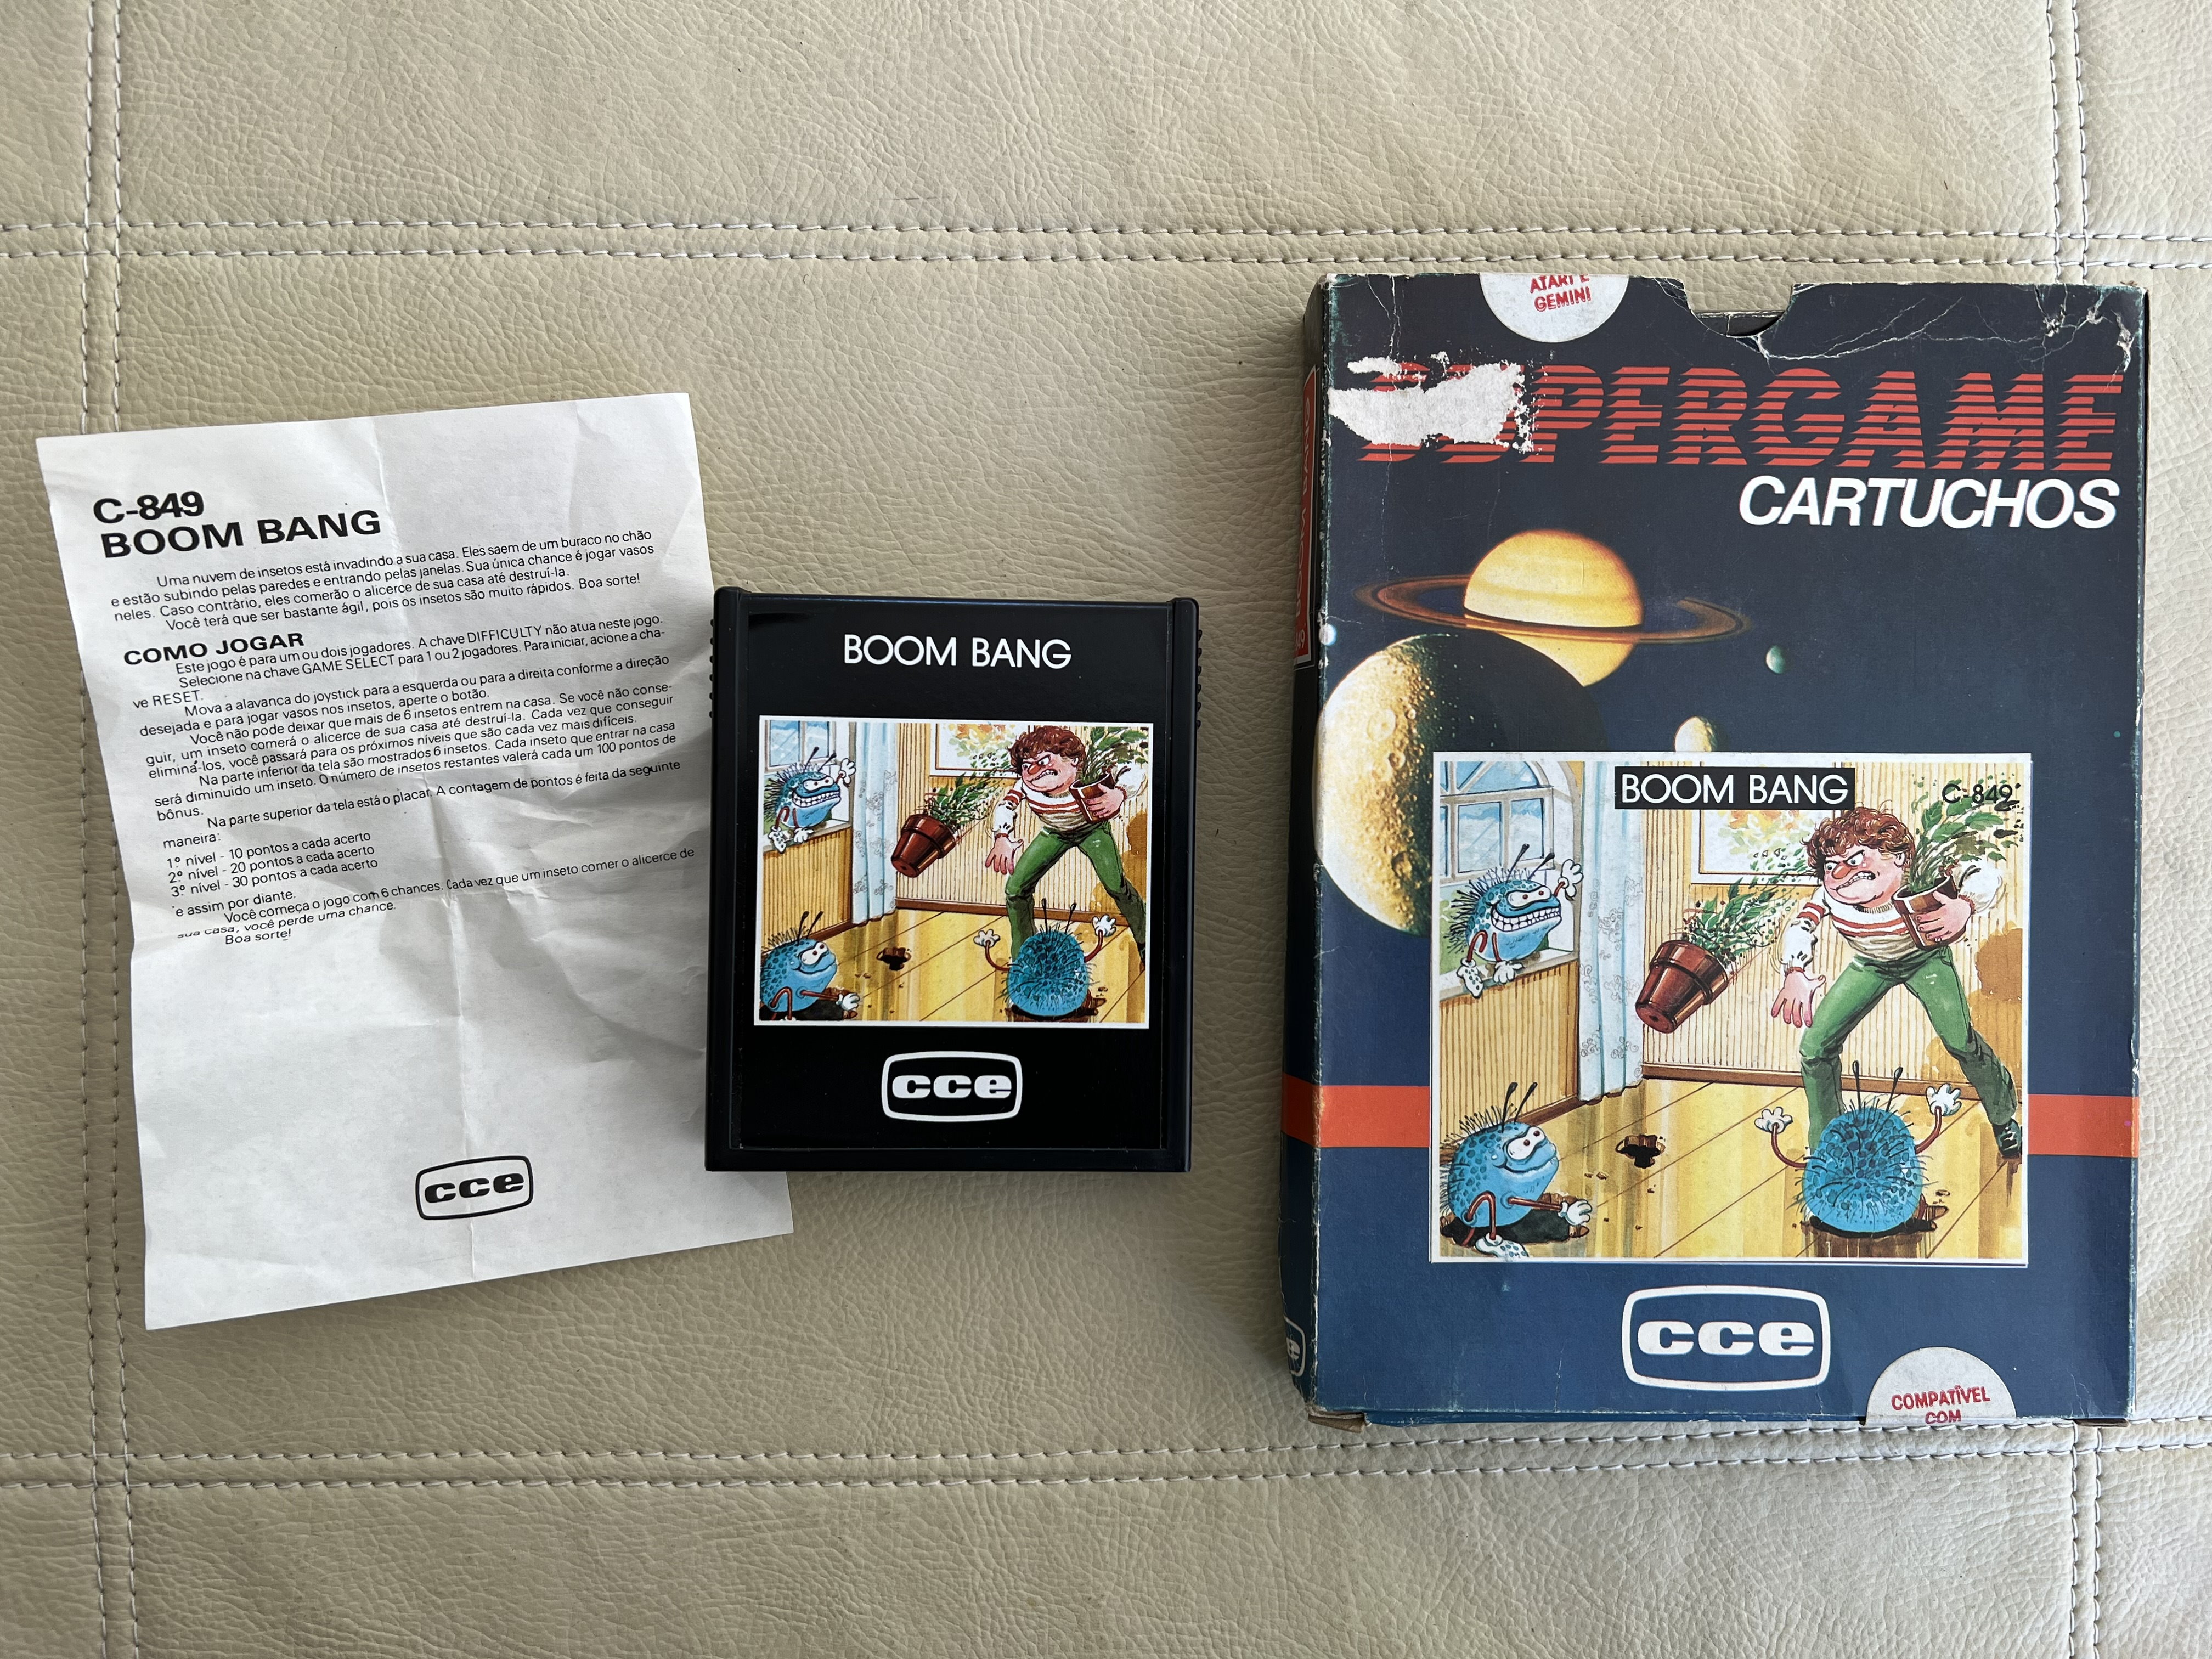 C-849
BOOM BANG
Uma nuvem de insetos está invadindo a sua casa. Eles saem de um buraco no chão
e estão subindo pelas paredes e entrando pelas janelas. Sua única chance é jogar vasos
neles. Caso contrário, eles comerão o alicerce de sua casa até destruí-la.
Você terá que ser bastante ágil, pois os insetos são muito rápidos. Boa sorte!
COMO JOGAR
Este jogo é para um ou dois jogadores. A chave DIFFICULTY não atua neste jogo.
Selecione na chave GAME SELECT para 1 ou 2 jogadores. Para iniciar, acione a cha-
ve RESET.
Mova a alavanca do joystick para a esquerda ou para a direita conforme a direção
desejada e para jogar vasos nos insetos, aperte o botão.
Você não pode deixar que mais de 6 insetos entrem na casa. Se você não conse-
guir, um inseto comerá o alicerce de sua casa até destruí-la. Cada vez que conseguir
eliminá-los, você passará para os próximos níveis que são cada vez mais difíceis.
Na parte inferior da tela são mostrados 6 insetos. Cada inseto que entrar na casa
será diminuido um inseto. O número de insetos restantes valerá cada um 100 pontos de
bônus.
Na parte superior da tela está o placar. A contagem de pontos é feita da seguinte
maneira:
1º nível - 10 pontos a cada acerto
2º nível - 20 pontos a cada acerto
3º nível - 30 pontos a cada acerto
e assim por diante.
Você começa o jogo com 6 chances. Cada vez que um inseto comer o alicerce de
sua casa, você perde uma chance.
Boa sorte!
cce
BOOM BANG
cce
ATARI E
GEMINI
SUPERGAME
CARTUCHOS
BOOM BANG
C-849
cce
COMPATÍVEL
COM